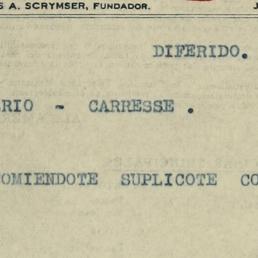 S A. SCRYMSER, FUNDADOR.
DIFERIDO.
RIO - CARRESSE .
OMIENDOTE SUPLICOTE CO